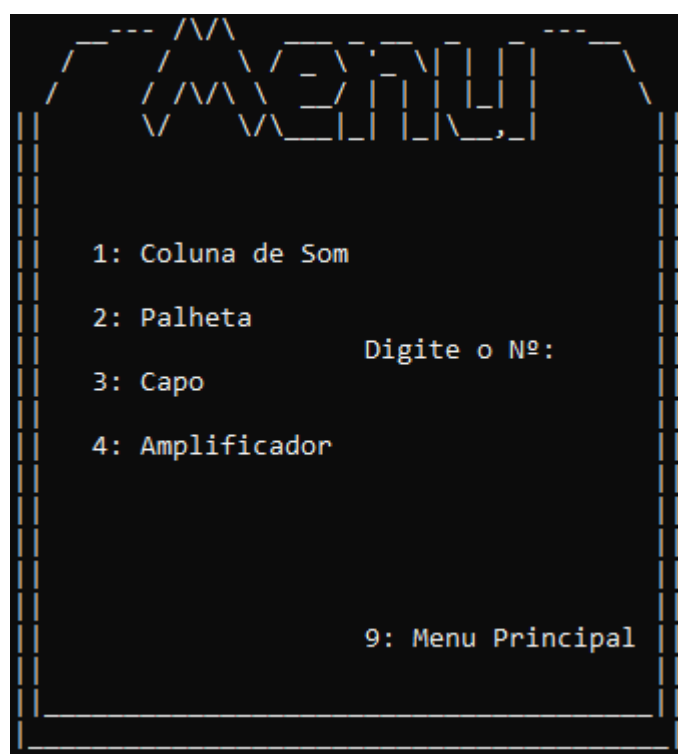 Menu
1: Coluna de Som
2: Palheta
Digite o Nº:
3: Capo
4: Amplificador
9: Menu Principal